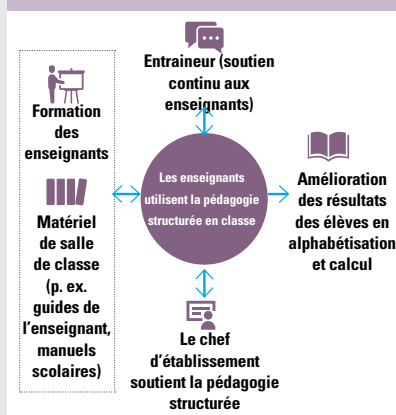 Entraineur (soutien
continu aux
enseignants)
Formation
des
enseignants
Matériel
de salle
de classe
(p. ex.
guides de
l'enseignant,
manuels
scolaires)
Les enseignants
utilisent la pédagogie
structurée en classe
Amélioration
des résultats
des élèves en
alphabétisation
et calcul
Le chef
d'établissement
soutient la pédagogie
structurée